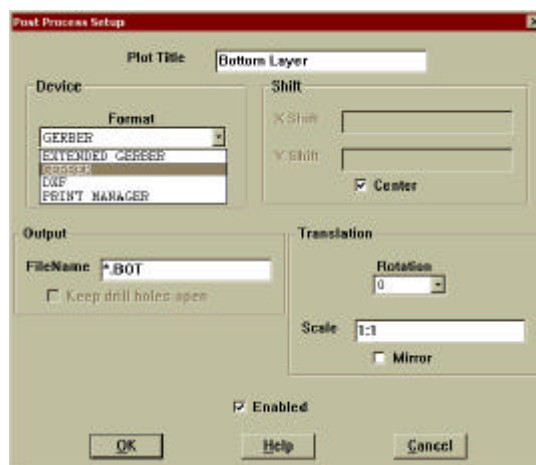 Post Process Setup
Plot Title Bottom Layer
Device
Format
GERBER
EXTENDED GERBER
GERBER
DXF
PRINT MANAGER
Shift
X Shift
Y Shift
Center
Output
FileName *.BOT
Keep drill holes open
Translation
Rotation
0
Scale 1:1
Mirror
Enabled
OK Help Cancel